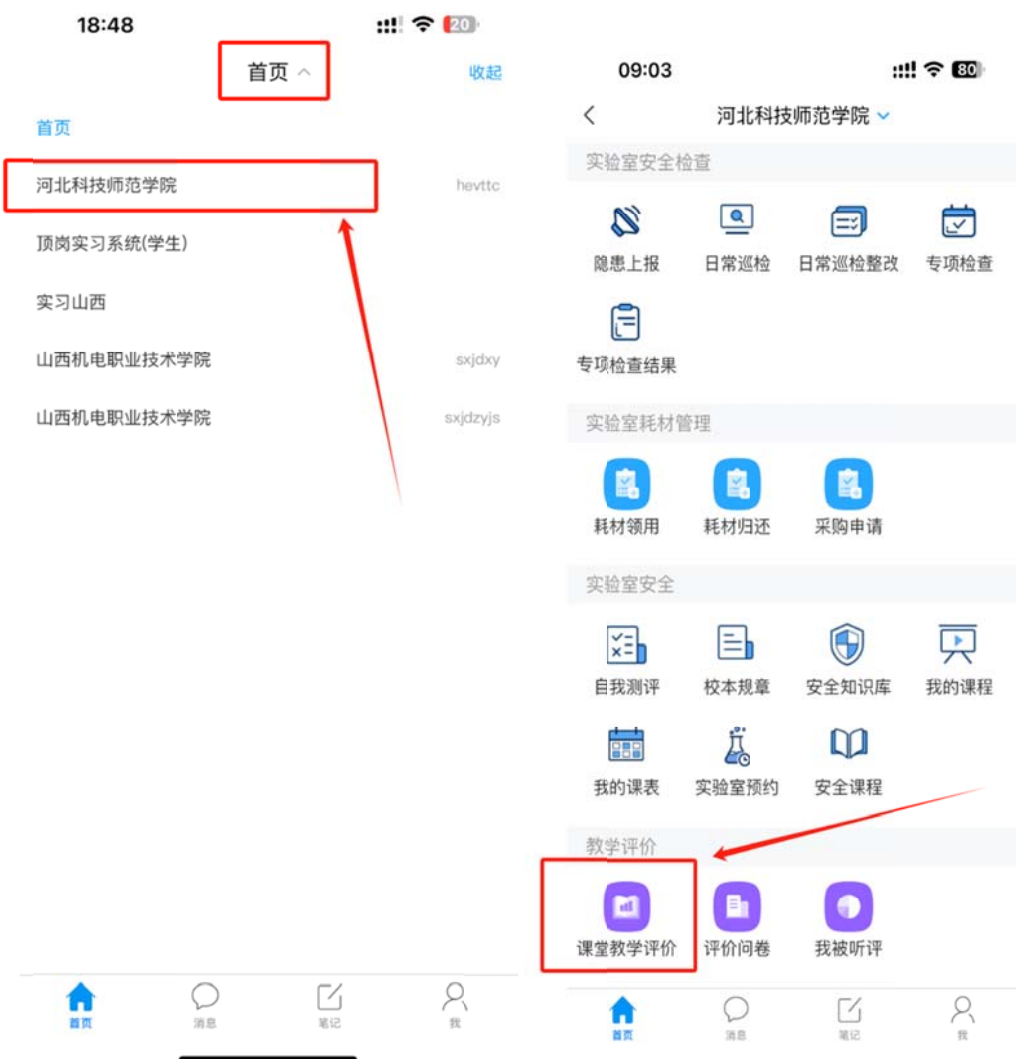 18:48
20
首页
收起
首页
河北科技师范学院
hevttc
顶岗实习系统(学生)
实习山西
山西机电职业技术学院
sxjdxy
山西机电职业技术学院
sxjdzyjs
首页
消息
笔记
我
09:03
80
河北科技师范学院
实验室安全检查
隐患上报
日常巡检
日常巡检整改
专项检查
专项检查结果
实验室耗材管理
耗材领用
耗材归还
采购申请
实验室安全
自我测评
校本规章
安全知识库
我的课程
我的课表
实验室预约
安全课程
教学评价
课堂教学评价
评价问卷
我被听评
首页
消息
笔记
我